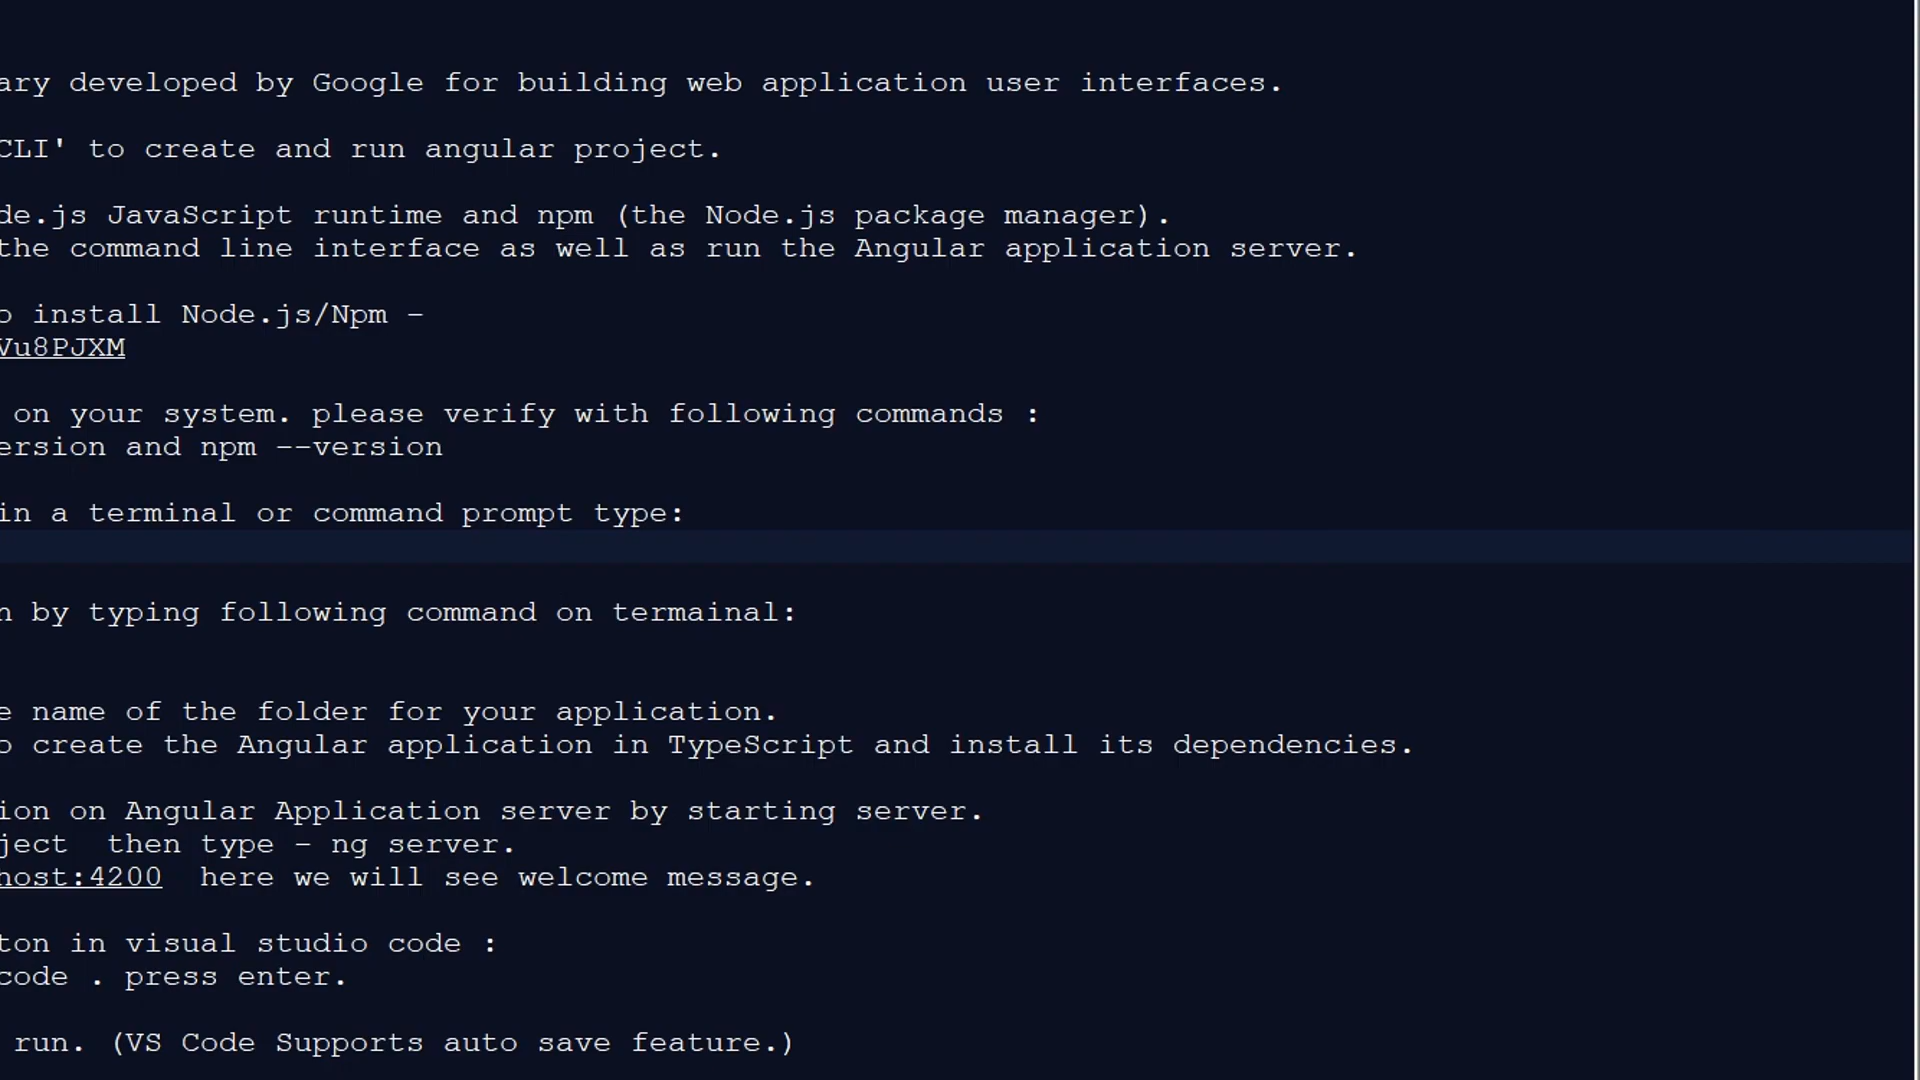 ary developed by Google for building web application user interfaces.
CLI' to create and run angular project.
de.js JavaScript runtime and npm (the Node.js package manager).
the command line interface as well as run the Angular application server.
o install Node.js/Npm -
Vu8PJXM
on your system. please verify with following commands :
ersion and npm --version
in a terminal or command prompt type:
n by typing following command on termainal:
e name of the folder for your application.
o create the Angular application in TypeScript and install its dependencies.
ion on Angular Application server by starting server.
ject  then type - ng server.
host:4200  here we will see welcome message.
ton in visual studio code :
code . press enter.
run. (VS Code Supports auto save feature.)